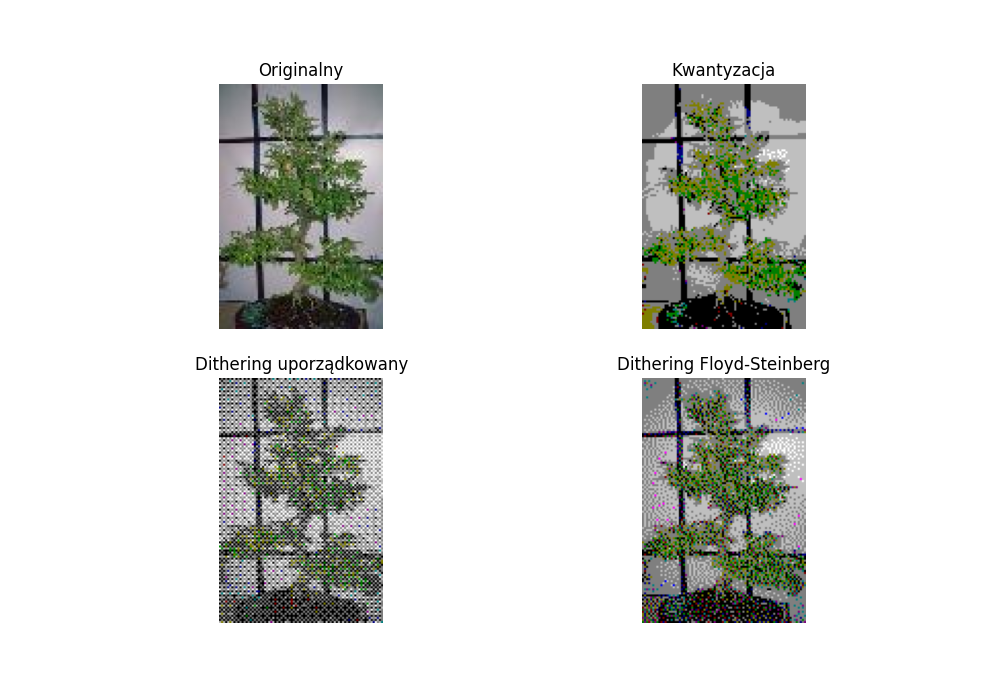 Originalny
Kwantyzacja
Dithering uporządkowany
Dithering Floyd-Steinberg